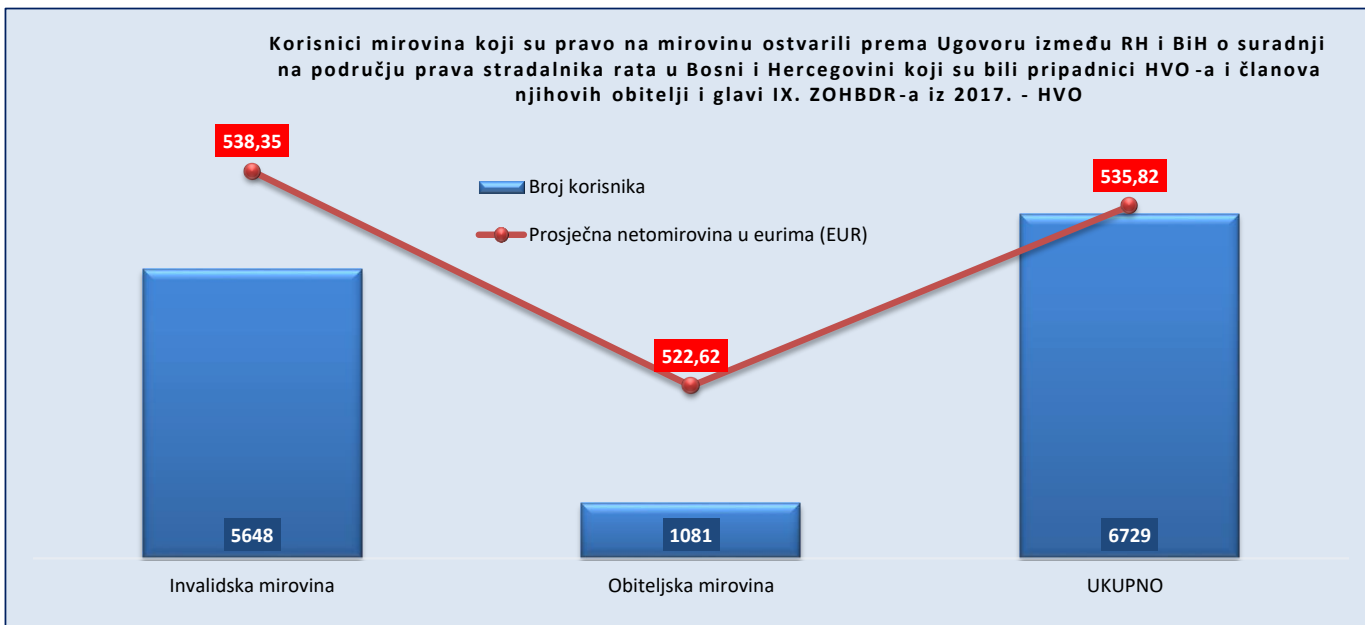 Korisnici mirovina koji su pravo na mirovinu ostvarili prema Ugovoru između RH i BiH o suradnji
na području prava stradalnika rata u Bosni i Hercegovini koji su bili pripadnici HVO -a i članova
njihovih obitelji i glavi IX. ZOHBDR-a iz 2017. - HVO
538,35
535,82
Broj korisnika
Prosječna netomirovina u eurima (EUR)
522,62
5648
1081
6729
Invalidska mirovina
Obiteljska mirovina
UKUPNO